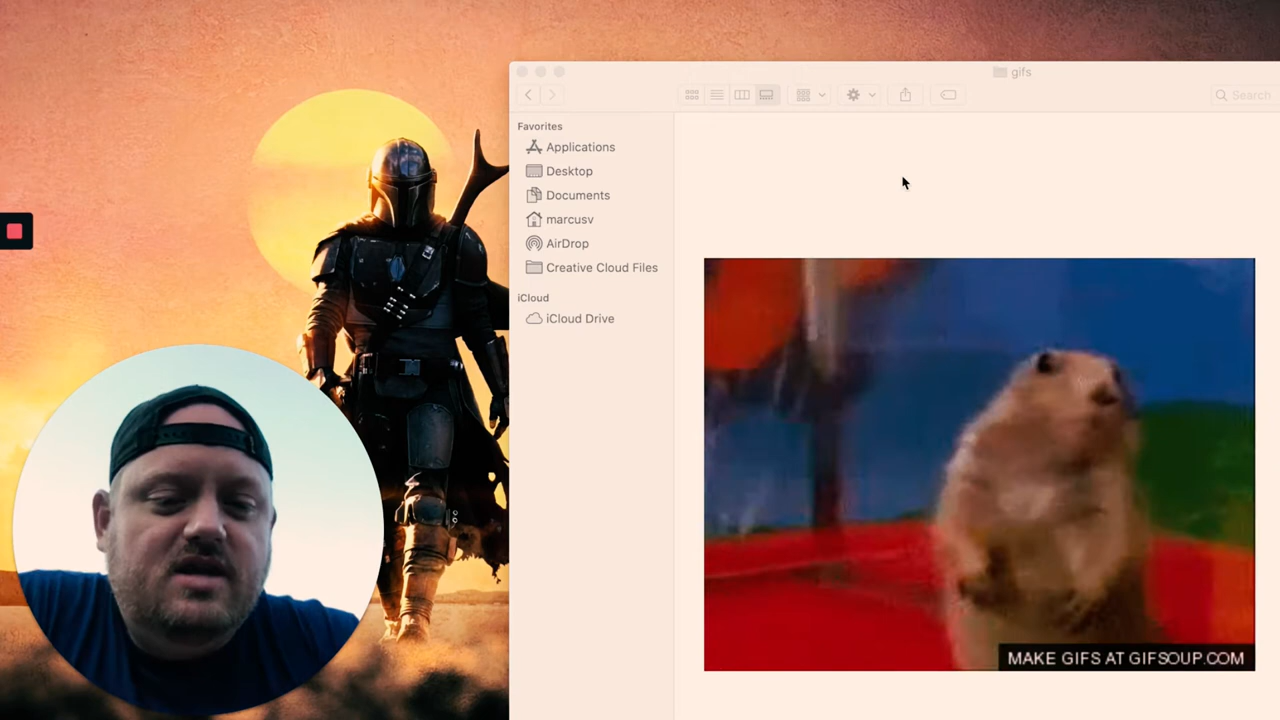 gifs
Search
Favorites
Applications
Desktop
Documents
marcusv
AirDrop
Creative Cloud Files
iCloud
iCloud Drive
MAKE GIFS AT GIFSOUP.COM